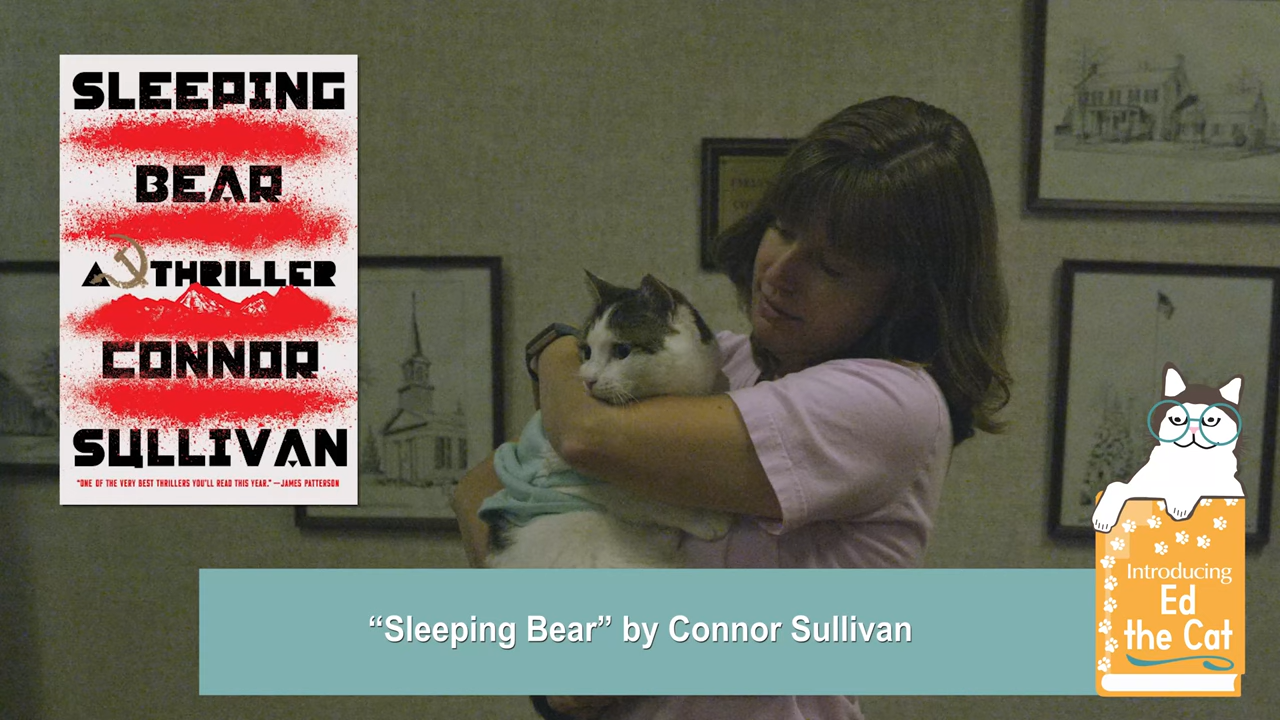 SLEEPING
BEAR
A THRILLER
CONNOR
SULLIVAN
"ONE OF THE VERY BEST THRILLERS YOU'LL READ THIS YEAR." —JAMES PATTERSON
“Sleeping Bear” by Connor Sullivan
Introducing
Ed
the Cat